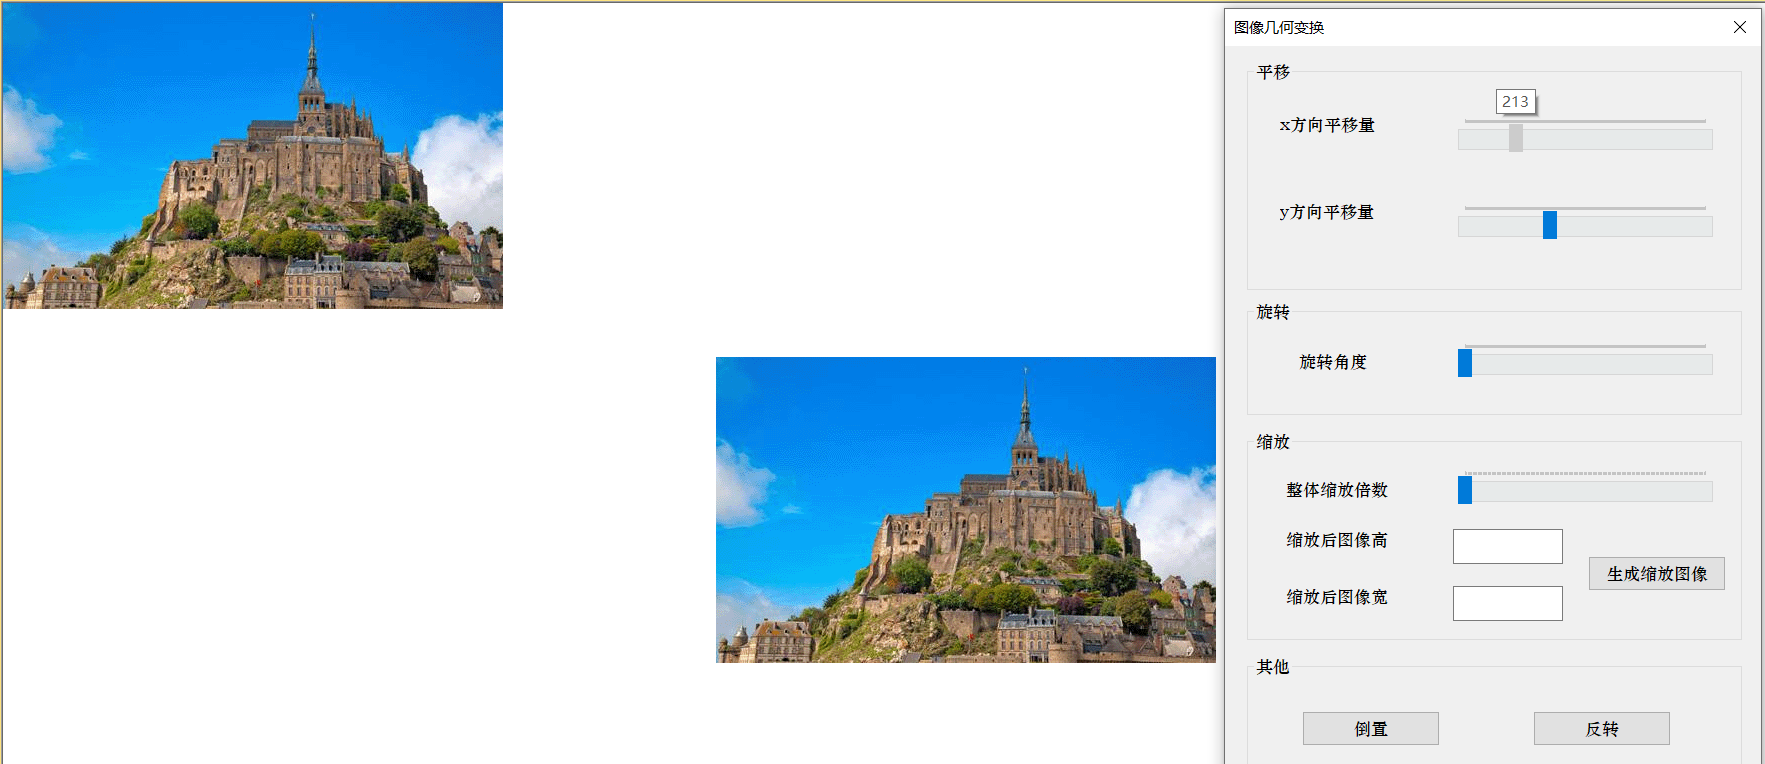 图像几何变换
平移
213
x方向平移量
y方向平移量
旋转
旋转角度
缩放
整体缩放倍数
缩放后图像高
生成缩放图像
缩放后图像宽
其他
倒置
反转